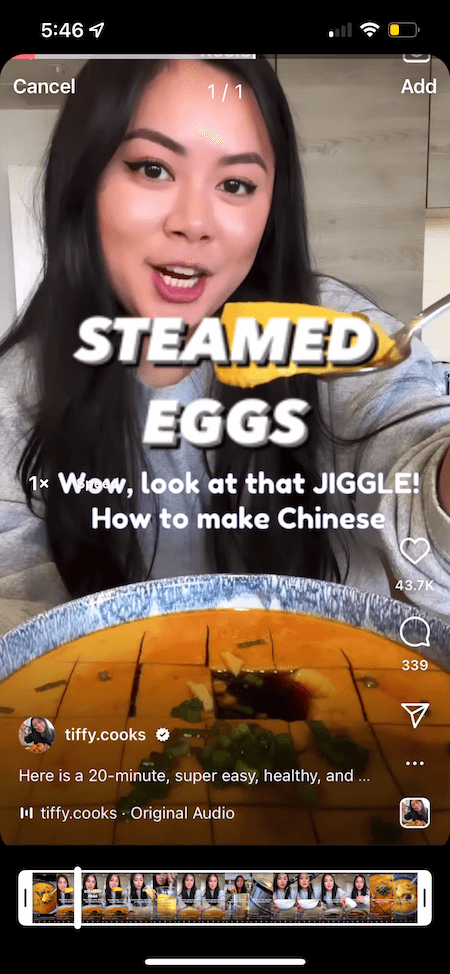 5:46
Cancel
1 / 1
Add
STEAMED
EGGS
1× Speed
Wow, look at that JIGGLE!
How to make Chinese
43.7K
339
tiffy.cooks
Here is a 20-minute, super easy, healthy, and ...
tiffy.cooks · Original Audio